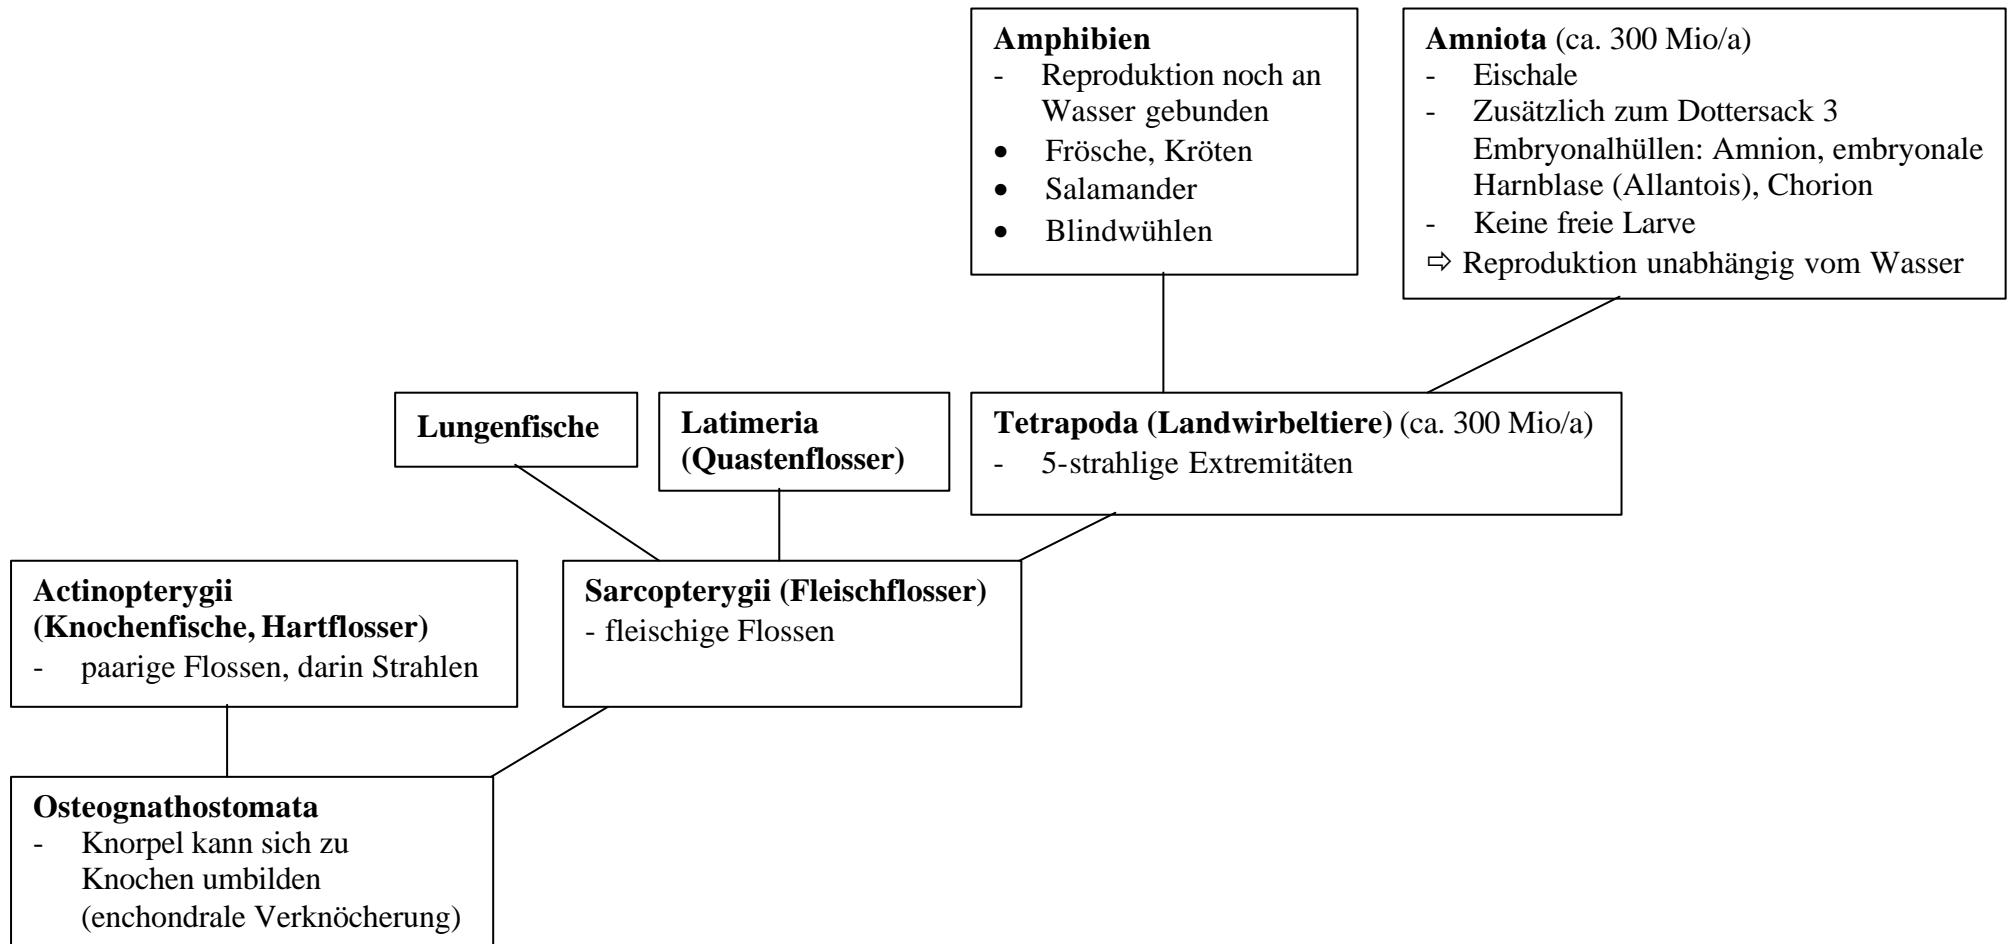 Amphibien
- Reproduktion noch an
Wasser gebunden
• Frösche, Kröten
• Salamander
• Blindwühlen
Amniota (ca. 300 Mio/a)
- Eischale
- Zusätzlich zum Dottersack 3
Embryonalhüllen: Amnion, embryonale
Harnblase (Allantois), Chorion
- Keine freie Larve
⇨ Reproduktion unabhängig vom Wasser
Lungenfische
Latimeria
(Quastenflosser)
Tetrapoda (Landwirbeltiere) (ca. 300 Mio/a)
- 5-strahlige Extremitäten
Actinopterygii
(Knochenfische, Hartflosser)
- paarige Flossen, darin Strahlen
Sarcopterygii (Fleischflosser)
- fleischige Flossen
Osteognathostomata
- Knorpel kann sich zu
Knochen umbilden
(enchondrale Verknöcherung)